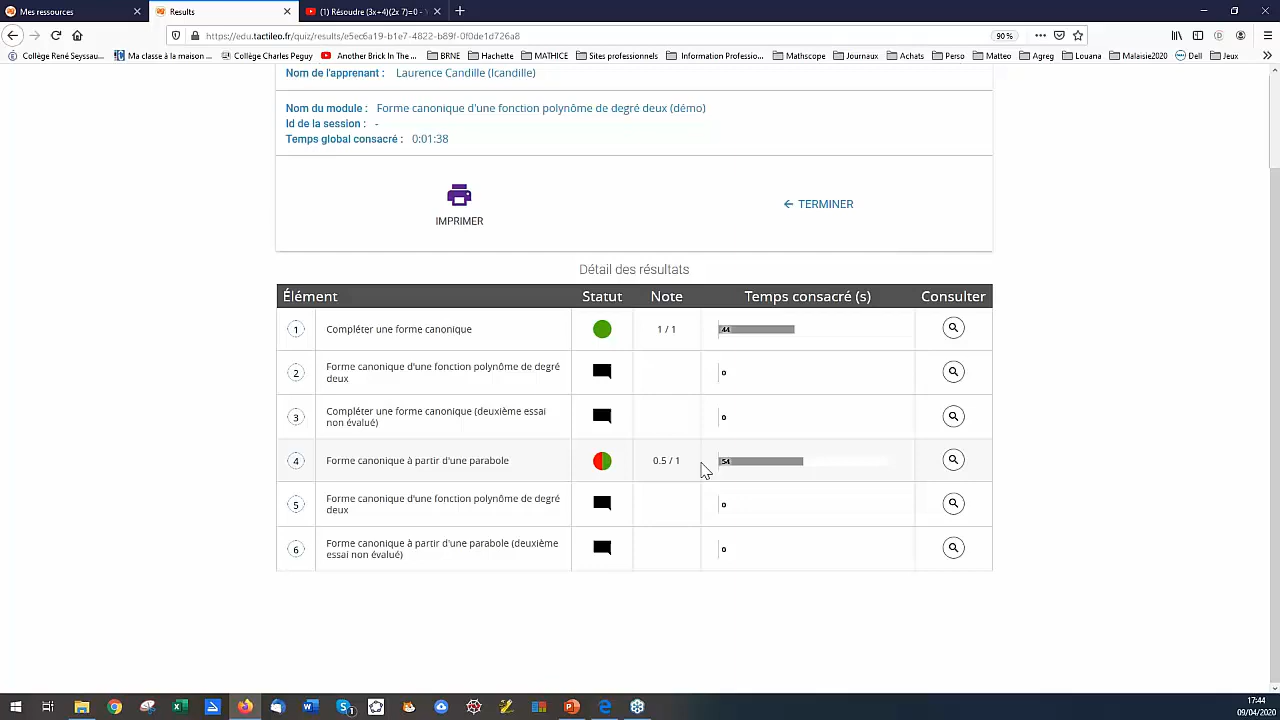 Mes ressources
Results
(1) Résoudre (3x+4)(2x 7)=0 - Y
https://edu.tactileo.fr/quiz/results/e5ec6a19-b1e7-4822-b89f-0f0de1d726a8
90 %
Collège René Seyssau...
Ma classe à la maison ...
Collège Charles Peguy
Another Brick In The ...
BRNE
Hachette
MATHICE
Sites professionnels
Information Professio...
Mathscope
Journaux
Achats
Perso
Matteo
Agreg
Louana
Malaisie2020
Dell
Jeux
Nom de l'apprenant : Laurence Candille (lcandille)
Nom du module : Forme canonique d'une fonction polynôme de degré deux (démo)
Id de la session : -
Temps global consacré : 0:01:38
IMPRIMER
← TERMINER
Détail des résultats
Élément Statut Note Temps consacré (s) Consulter
1 Compléter une forme canonique 1 / 1 44
2 Forme canonique d'une fonction polynôme de degré
deux 0
3 Compléter une forme canonique (deuxième essai
non évalué) 0
4 Forme canonique à partir d'une parabole 0.5 / 1 54
5 Forme canonique d'une fonction polynôme de degré
deux 0
6 Forme canonique à partir d'une parabole (deuxième
essai non évalué) 0
17:44
09/04/2020